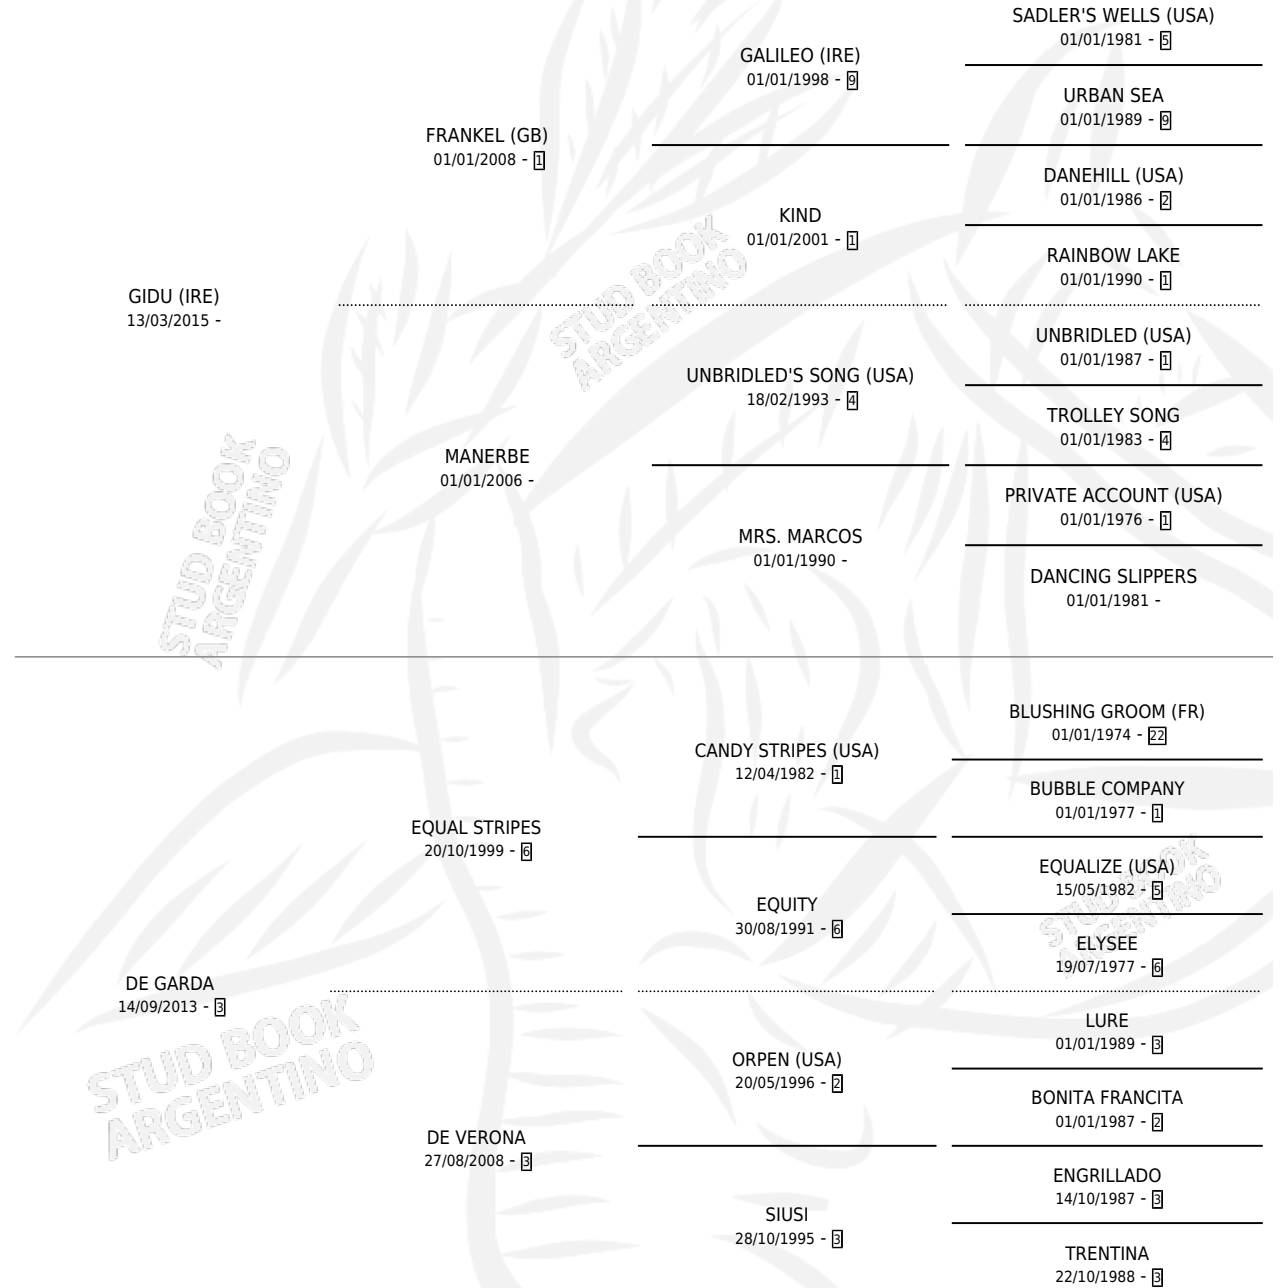 SADLER'S WELLS (USA)
01/01/1981 - 5
GALILEO (IRE)
01/01/1998 - 9
URBAN SEA
01/01/1989 - 9
FRANKEL (GB)
01/01/2008 - 1
DANEHILL (USA)
01/01/1986 - 2
KIND
01/01/2001 - 1
RAINBOW LAKE
01/01/1990 - 1
GIDU (IRE)
13/03/2015 -
UNBRIDLED (USA)
01/01/1987 - 1
UNBRIDLED'S SONG (USA)
18/02/1993 - 4
TROLLEY SONG
01/01/1983 - 4
MANERBE
01/01/2006 -
PRIVATE ACCOUNT (USA)
01/01/1976 - 1
MRS. MARCOS
01/01/1990 -
DANCING SLIPPERS
01/01/1981 -
BLUSHING GROOM (FR)
01/01/1974 - 22
CANDY STRIPES (USA)
12/04/1982 - 1
BUBBLE COMPANY
01/01/1977 - 1
EQUAL STRIPES
20/10/1999 - 6
EQUALIZE (USA)
15/05/1982 - 5
EQUITY
30/08/1991 - 6
ELYSEE
19/07/1977 - 6
DE GARDA
14/09/2013 - 3
LURE
01/01/1989 - 3
ORPEN (USA)
20/05/1996 - 2
BONITA FRANCITA
01/01/1987 - 2
DE VERONA
27/08/2008 - 3
ENGRILLADO
14/10/1987 - 3
SIUSI
28/10/1995 - 3
TRENTINA
22/10/1988 - 3
STUD BOOK
ARGENTINO
STUD BOOK
ARGENTINO
STUD BOOK
ARGENTINO
STUD BOOK
ARGENTINO